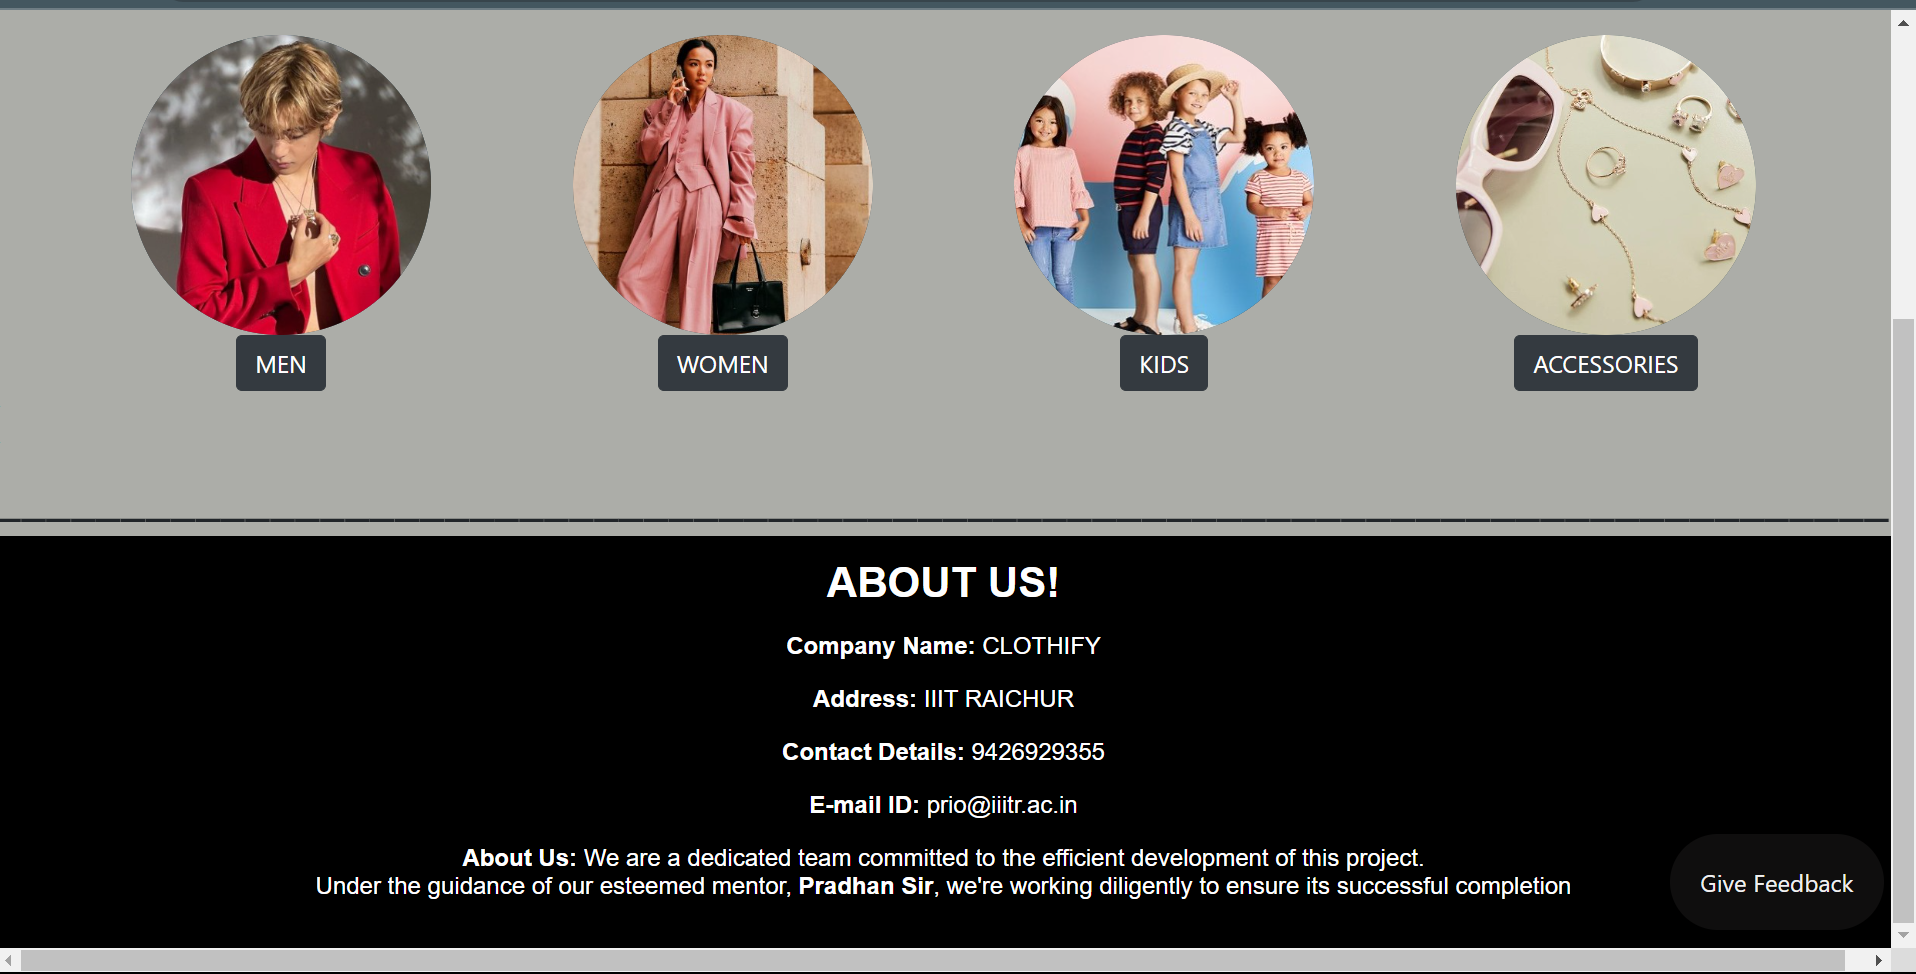 MEN
WOMEN
KIDS
ACCESSORIES
ABOUT US!
Company Name: CLOTHIFY
Address: IIIT RAICHUR
Contact Details: 9426929355
E-mail ID: prio@iiitr.ac.in
About Us: We are a dedicated team committed to the efficient development of this project.
Under the guidance of our esteemed mentor, Pradhan Sir, we're working diligently to ensure its successful completion
Give Feedback